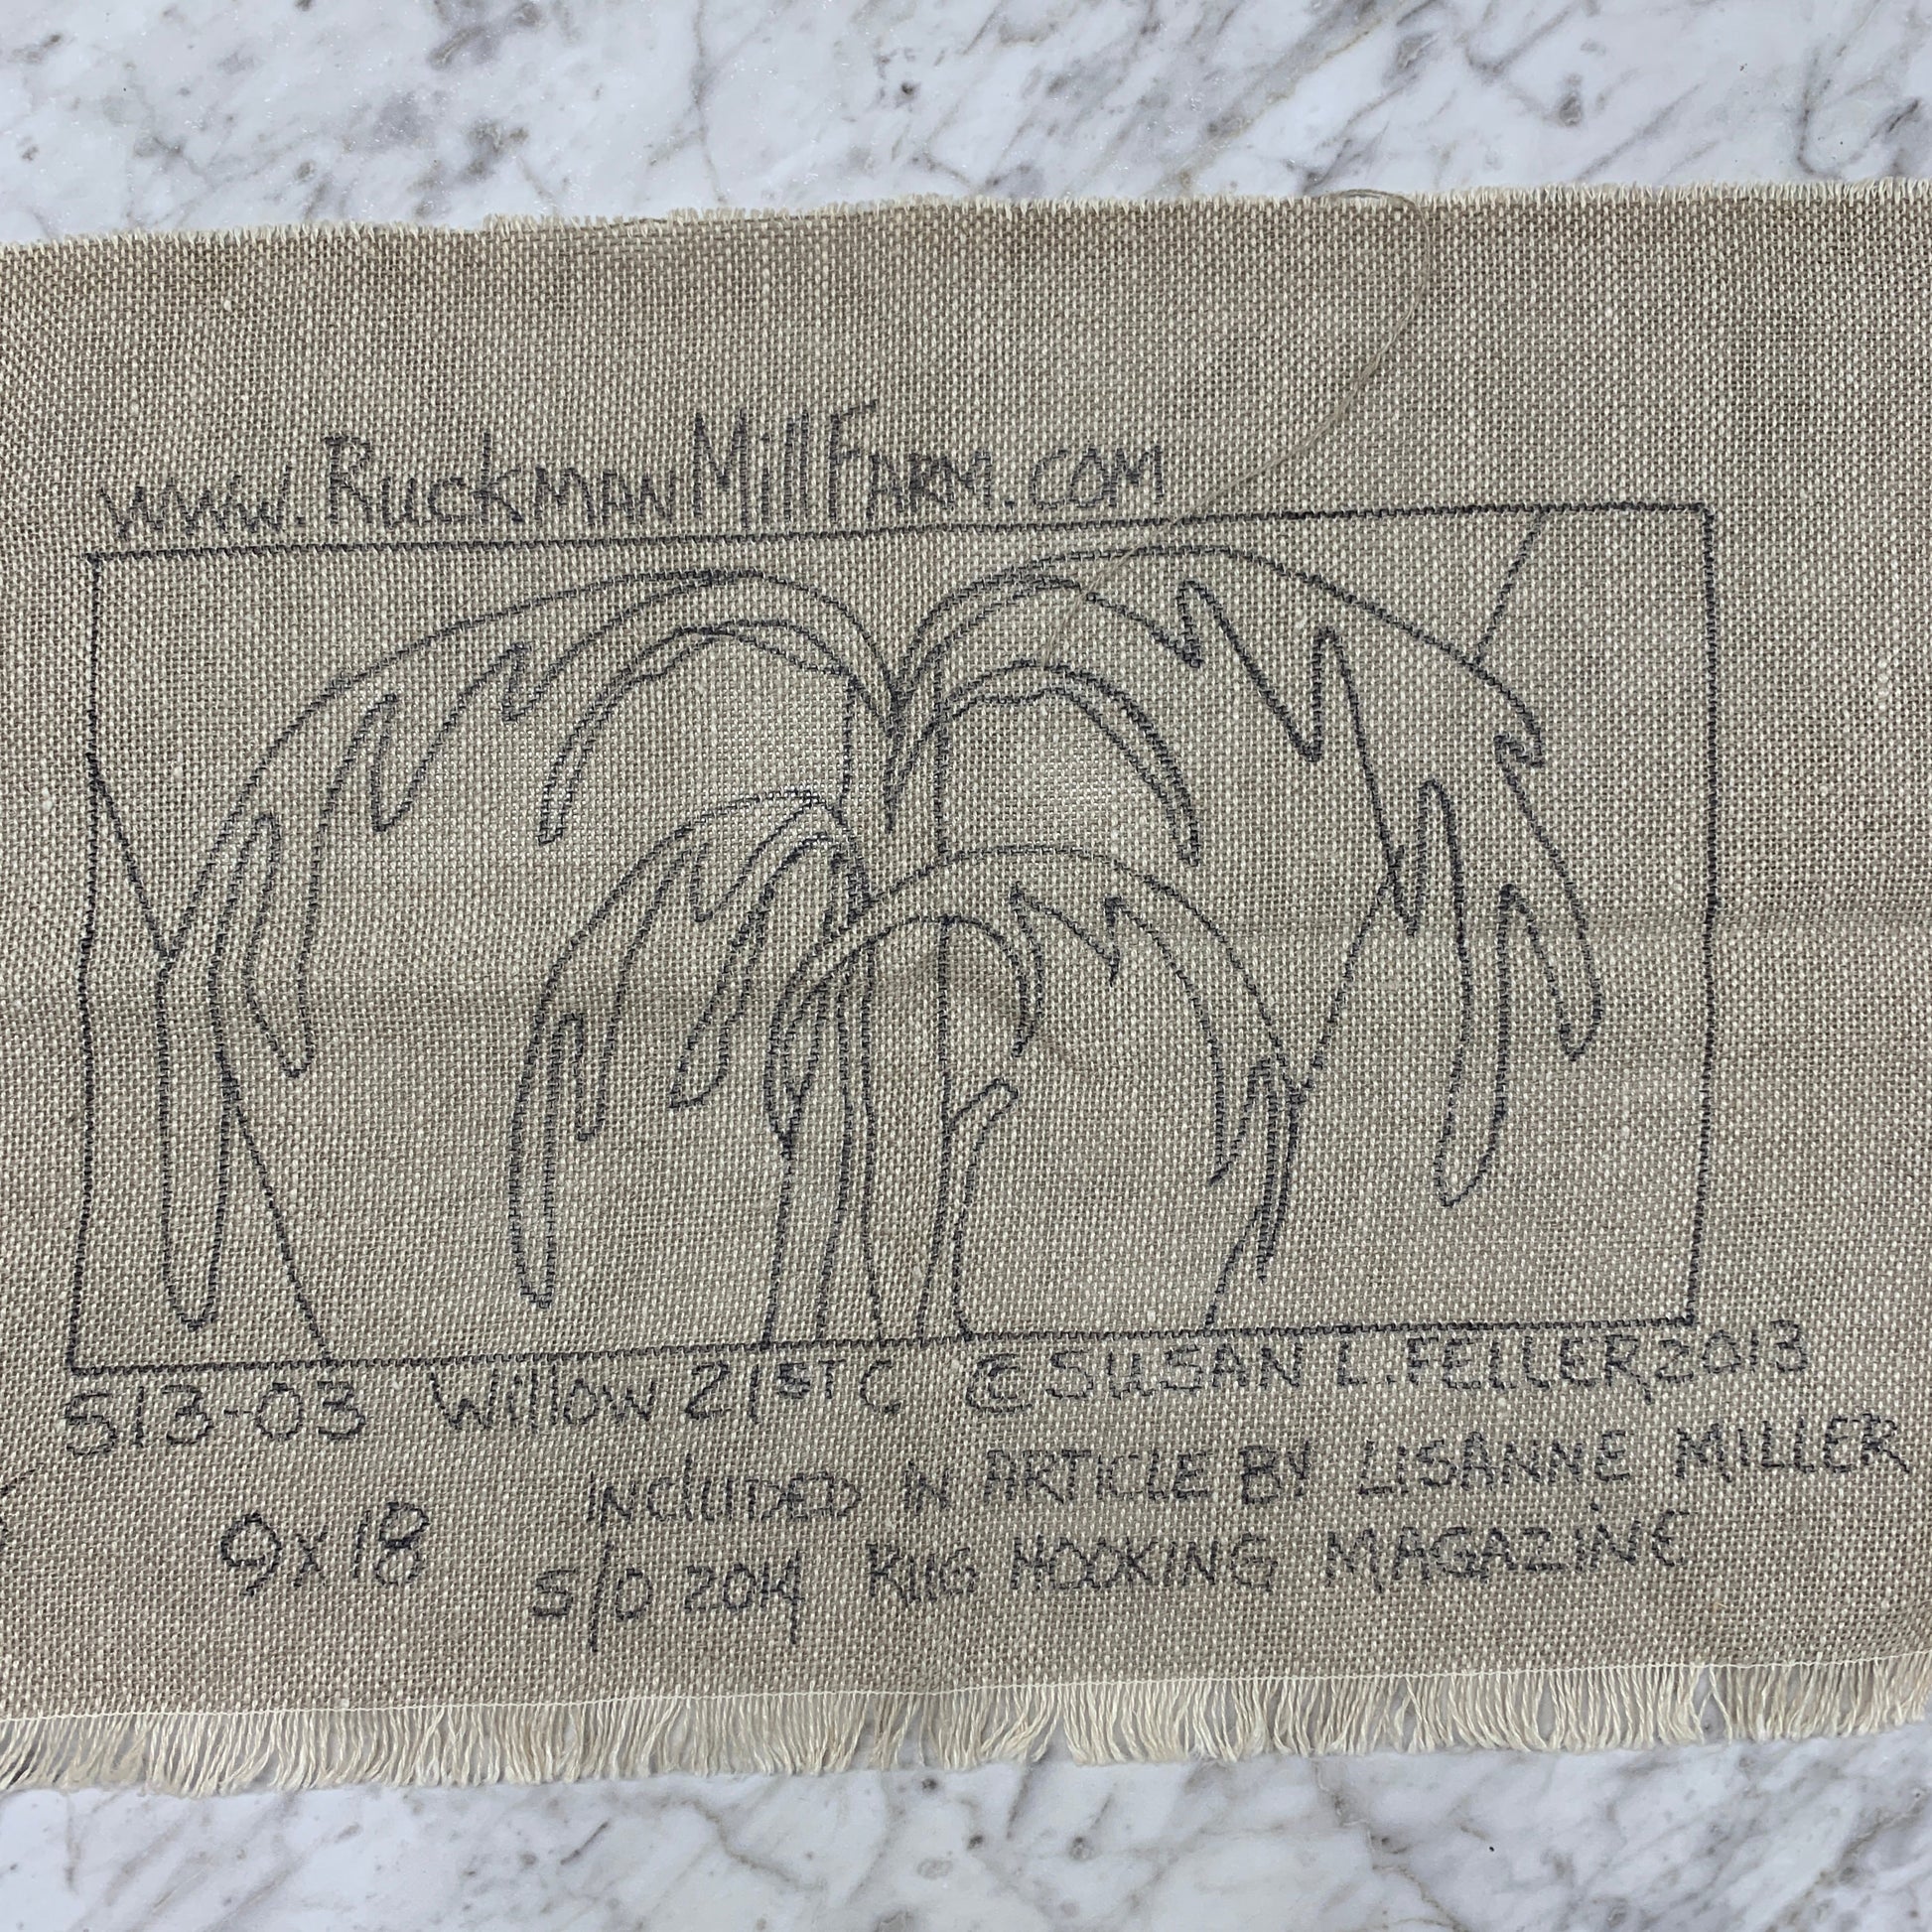 www.RuckmanMillFarm.com
S13-03 Willow 21ST C © SUSAN L. FELLER 2013
INCLUDED IN ARTICLE BY LISANNE MILLER
9x18
S/O 2014 RUG HOOKING MAGAZINE